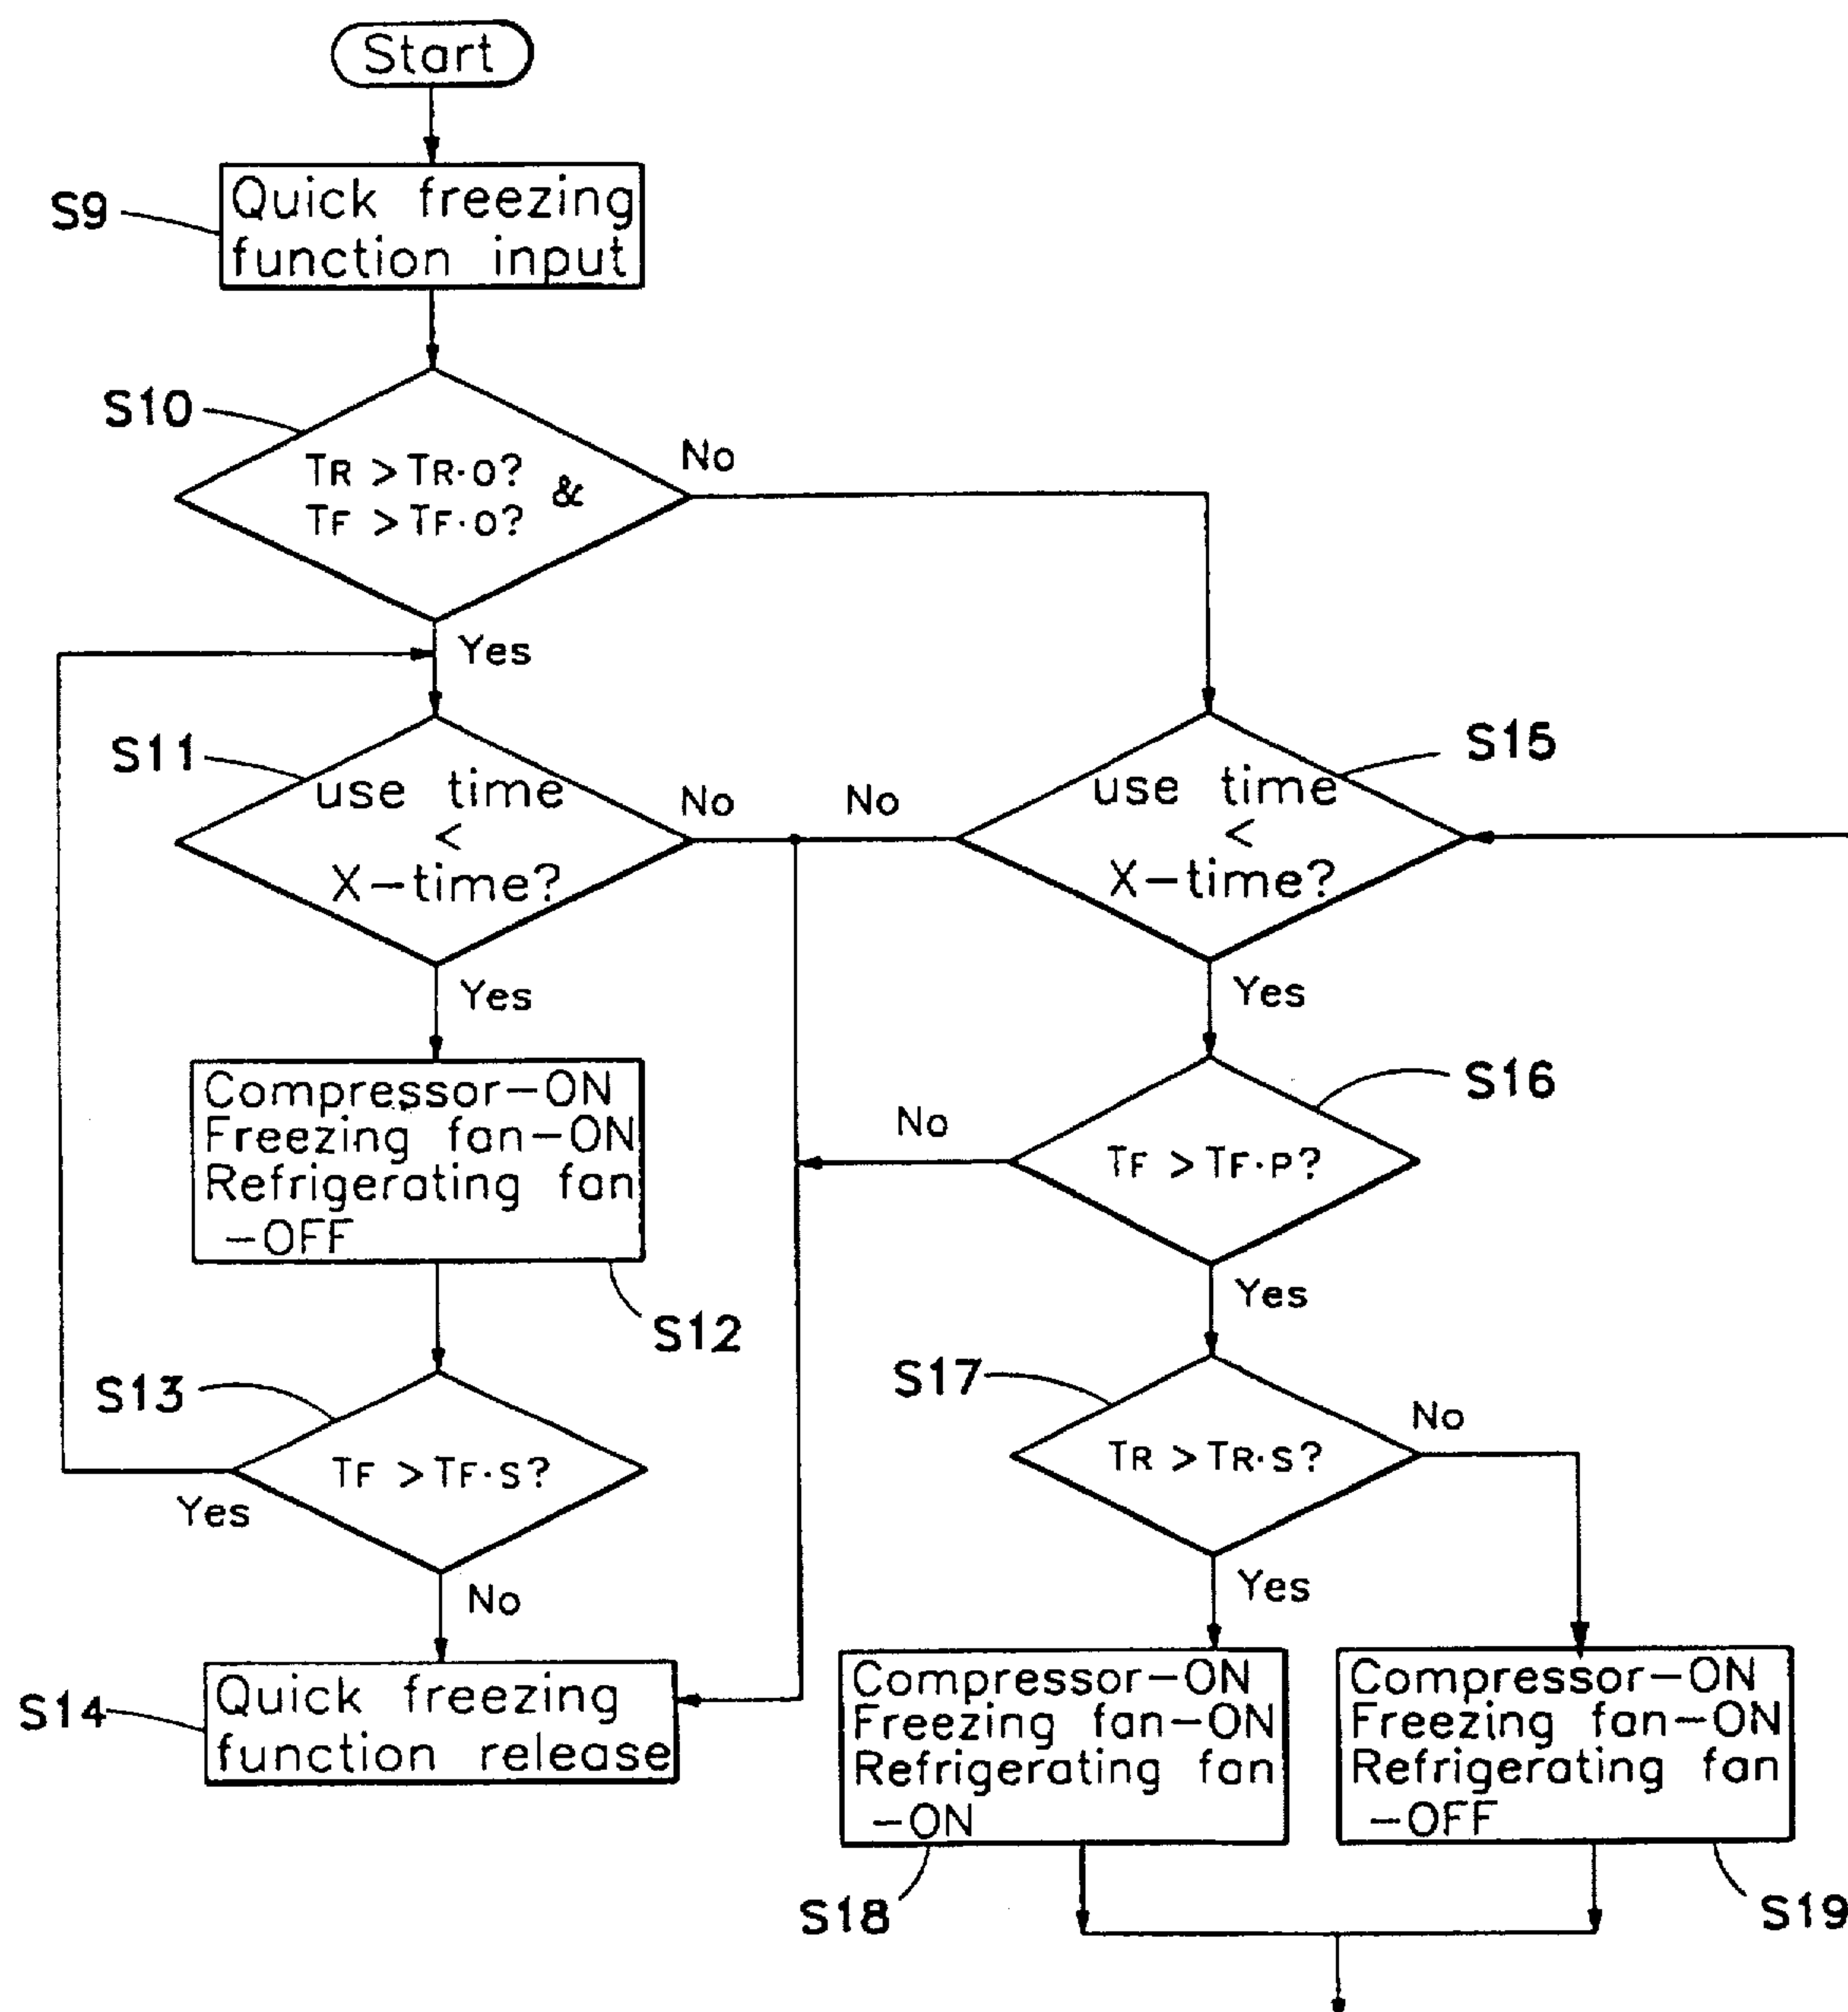 Start
S9
Quick freezing
function input
S10
TR > TR·O?
&
TF > TF·O?
No
Yes
S11
use time
<
X-time?
No
No
S15
use time
<
X-time?
Yes
Yes
Compressor-ON
Freezing fan-ON
Refrigerating fan
-OFF
S12
S16
TF > TF·P?
No
Yes
S13
TF > TF·S?
Yes
No
S17
TR > TR·S?
No
Yes
S14
Quick freezing
function release
Compressor-ON
Freezing fan-ON
Refrigerating fan
-ON
S18
Compressor-ON
Freezing fan-ON
Refrigerating fan
-OFF
S19